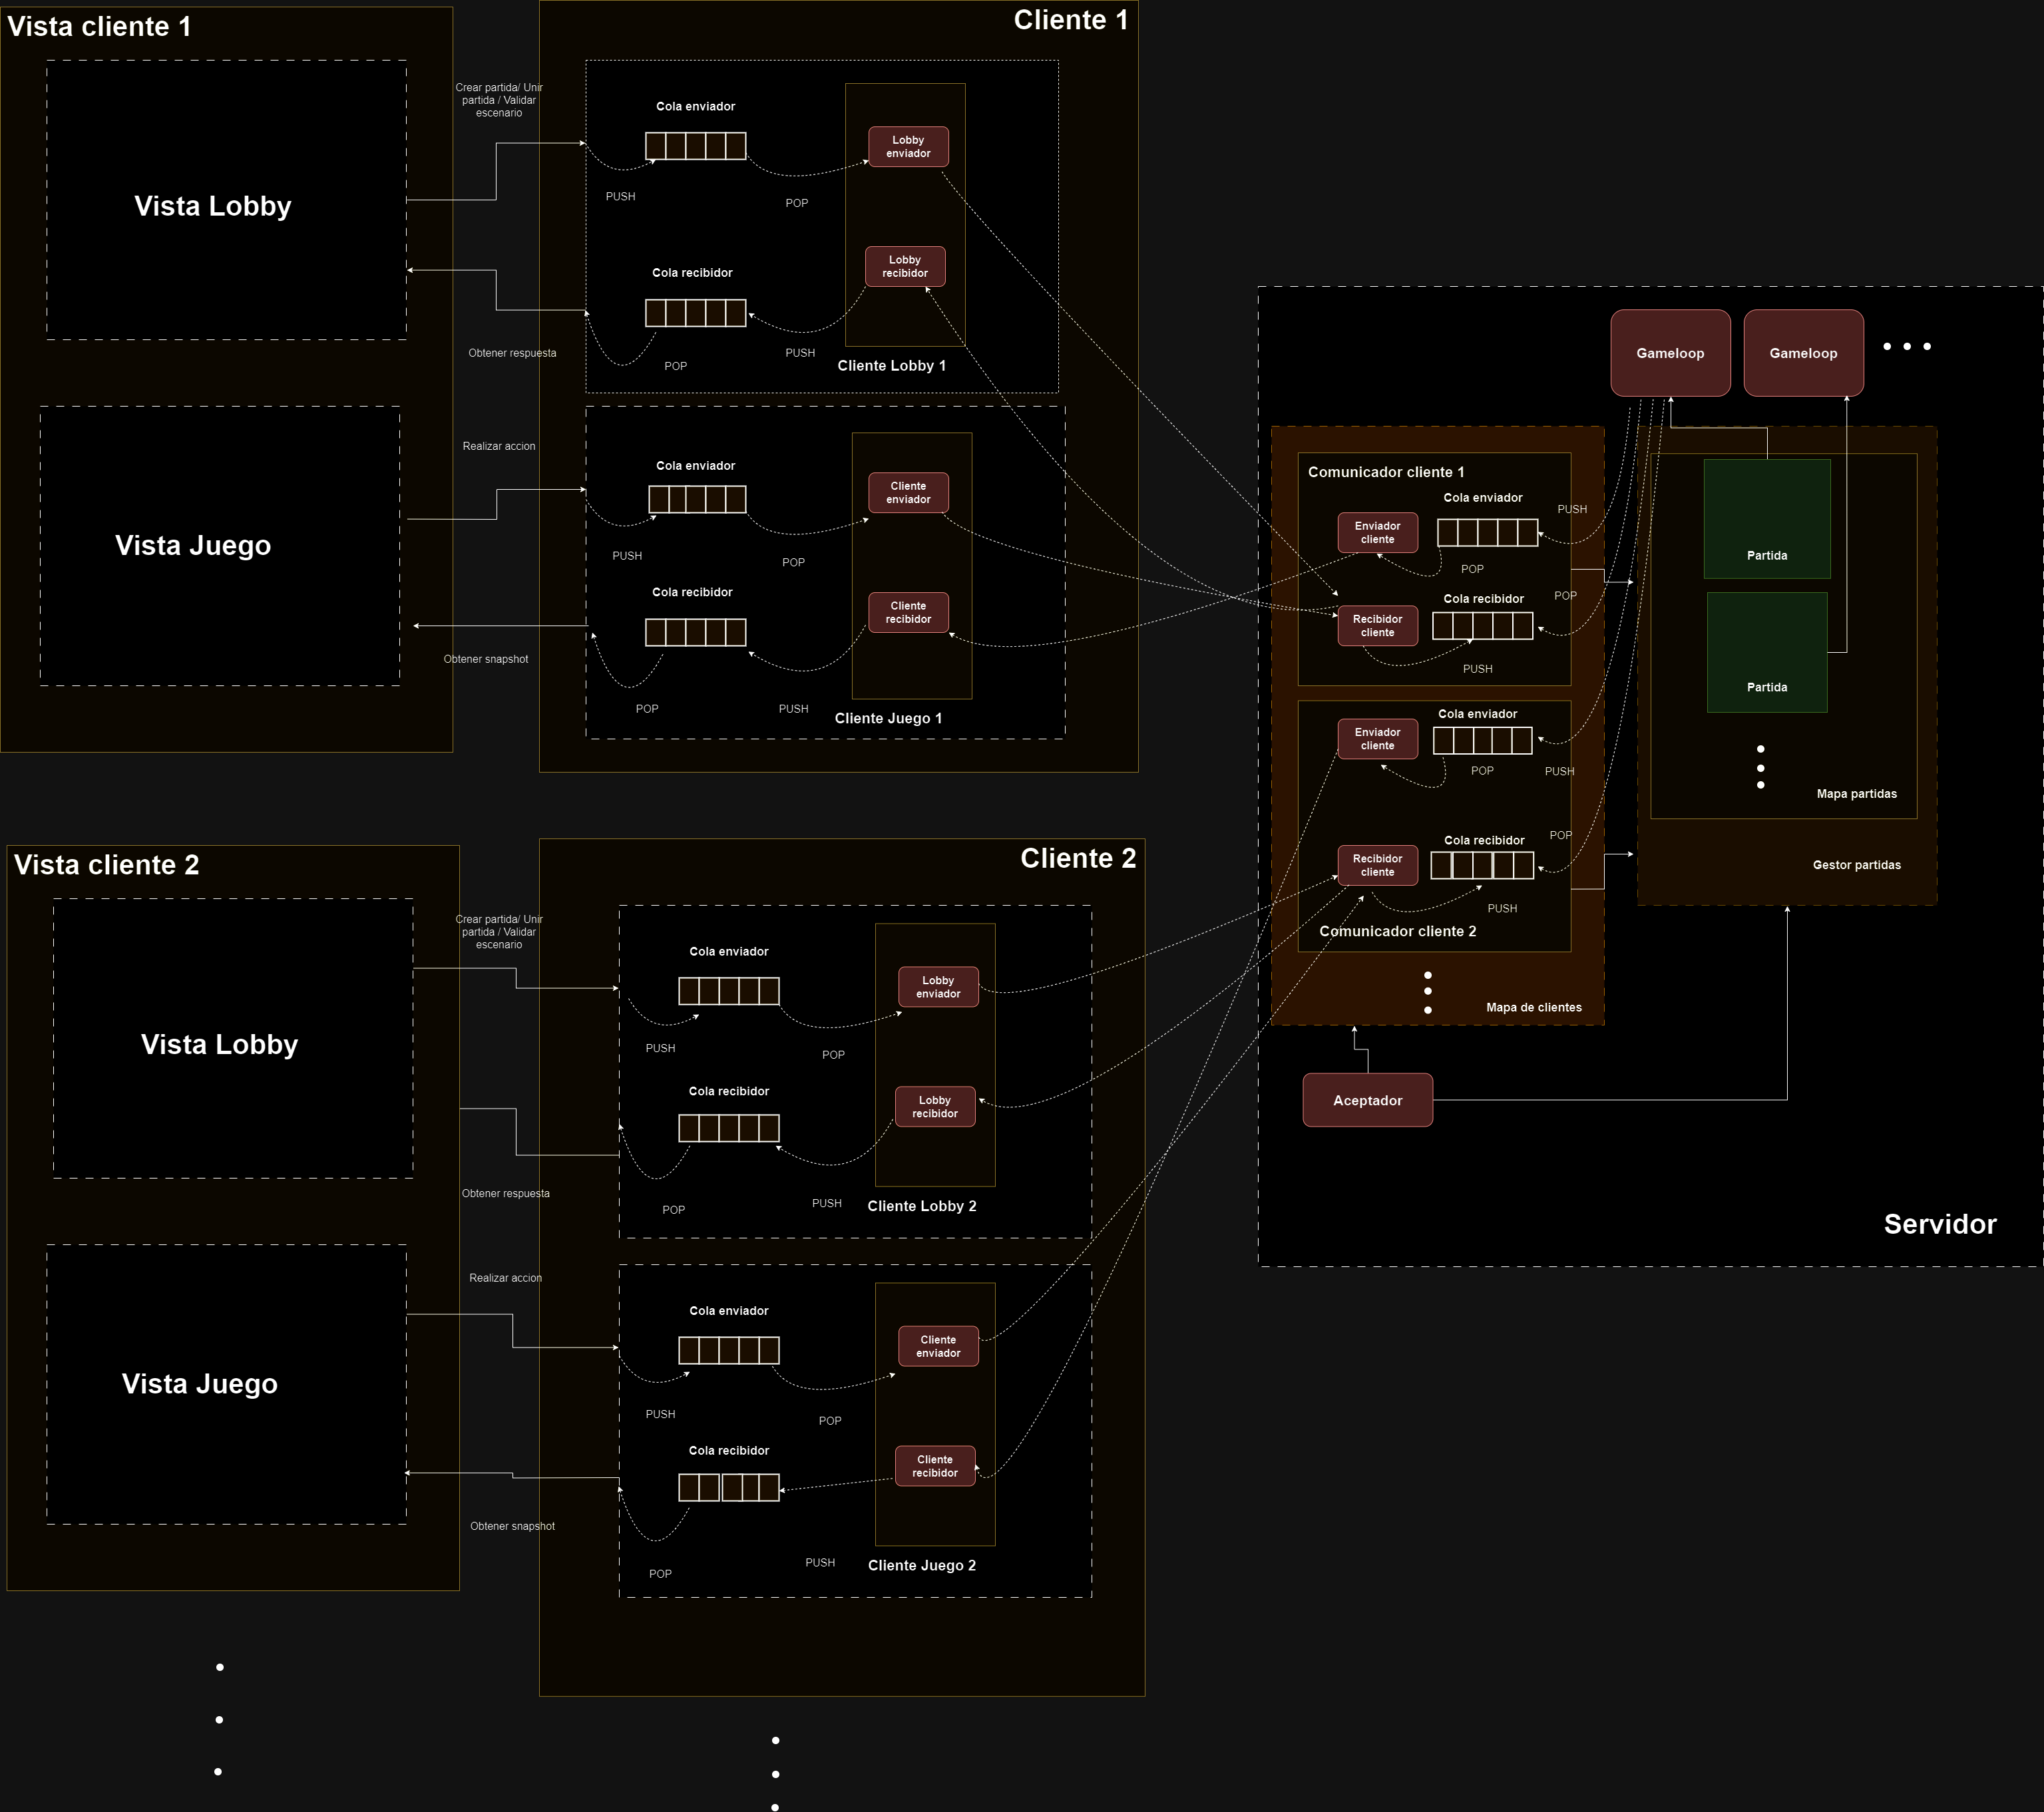 Vista cliente 1
Vista Lobby
Vista Juego
Crear partida/ Unir
partida / Validar
escenario
Obtener respuesta
Realizar accion
Obtener snapshot
Cliente 1
Cola enviador
PUSH
POP
Lobby
enviador
Cola recibidor
Lobby
recibidor
POP
PUSH
Cliente Lobby 1
Cola enviador
PUSH
POP
Cliente
enviador
Cola recibidor
Cliente
recibidor
POP
PUSH
Cliente Juego 1
Vista cliente 2
Vista Lobby
Vista Juego
Crear partida/ Unir
partida / Validar
escenario
Obtener respuesta
Realizar accion
Obtener snapshot
Cliente 2
Cola enviador
PUSH
POP
Lobby
enviador
Cola recibidor
Lobby
recibidor
POP
PUSH
Cliente Lobby 2
Cola enviador
PUSH
POP
Cliente
enviador
Cola recibidor
Cliente
recibidor
POP
PUSH
Cliente Juego 2
Gameloop
Gameloop
Comunicador cliente 1
Cola enviador
Enviador
cliente
PUSH
POP
Cola recibidor
POP
Recibidor
cliente
PUSH
Cola enviador
Enviador
cliente
POP
PUSH
Cola recibidor
POP
Recibidor
cliente
PUSH
Comunicador cliente 2
Mapa de clientes
Partida
Partida
Mapa partidas
Gestor partidas
Aceptador
Servidor